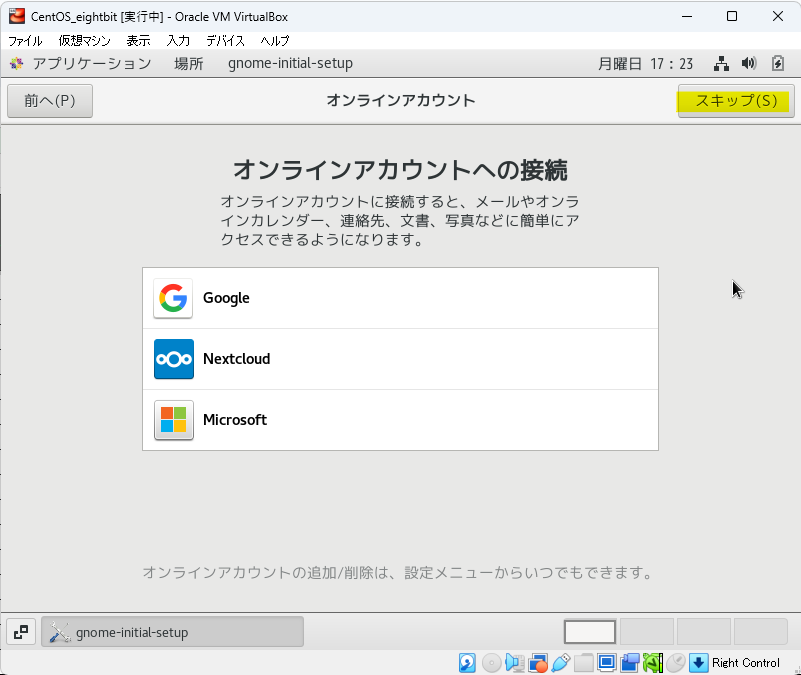 CentOS_eightbit [実行中] - Oracle VM VirtualBox
ファイル 仮想マシン 表示 入力 デバイス ヘルプ
アプリケーション 場所 gnome-initial-setup 月曜日 17：23
前へ(P) オンラインアカウント スキップ(S)
オンラインアカウントへの接続
オンラインアカウントに接続すると、メールやオンラ
インカレンダー、連絡先、文書、写真などに簡単にア
クセスできるようになります。
Google
Nextcloud
Microsoft
オンラインアカウントの追加/削除は、設定メニューからいつでもできます。
gnome-initial-setup
Right Control